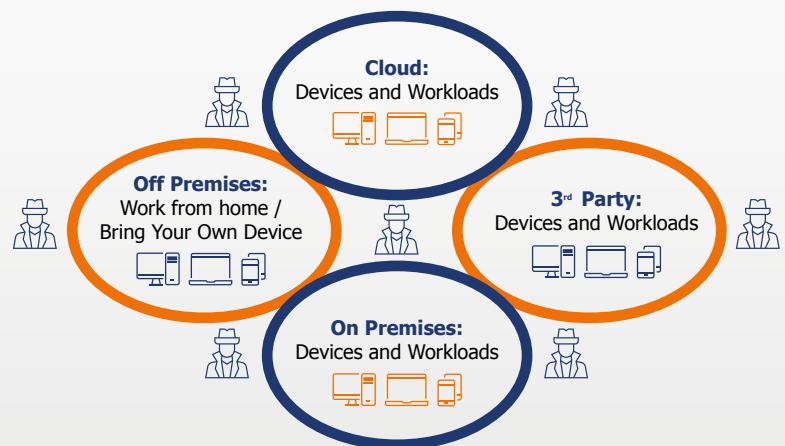 Cloud:
Devices and Workloads
Off Premises:
Work from home /
Bring Your Own Device
3rd Party:
Devices and Workloads
On Premises:
Devices and Workloads